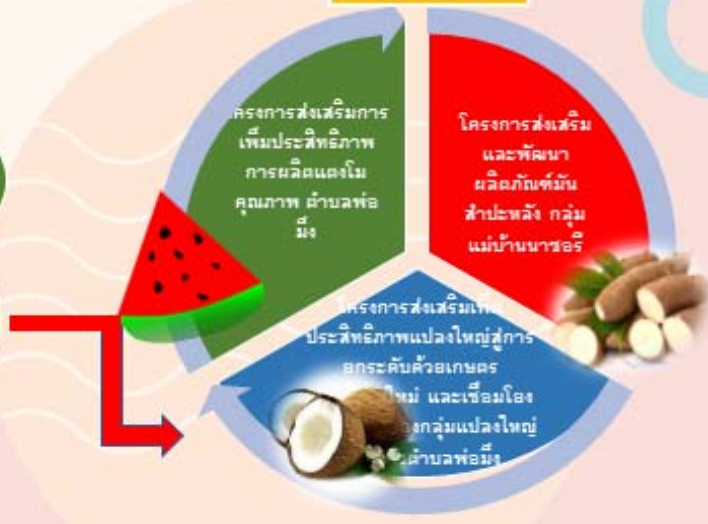 โครงการส่งเสริมการ
เพิ่มประสิทธิภาพ
การผลิตแตงโม
คุณภาพ ตำบลพ่อ
มิ่ง
โครงการส่งเสริม
และพัฒนา
ผลิตภัณฑ์มัน
สำปะหลัง กลุ่ม
แม่บ้านนาชอรี
โครงการส่งเสริมเพิ่ม
ประสิทธิภาพแปลงใหญ่สู่การ
ยกระดับด้วยเกษตร
ใหม่ และเชื่อมโยง
กลุ่มแปลงใหญ่
ตำบลพ่อมิ่ง